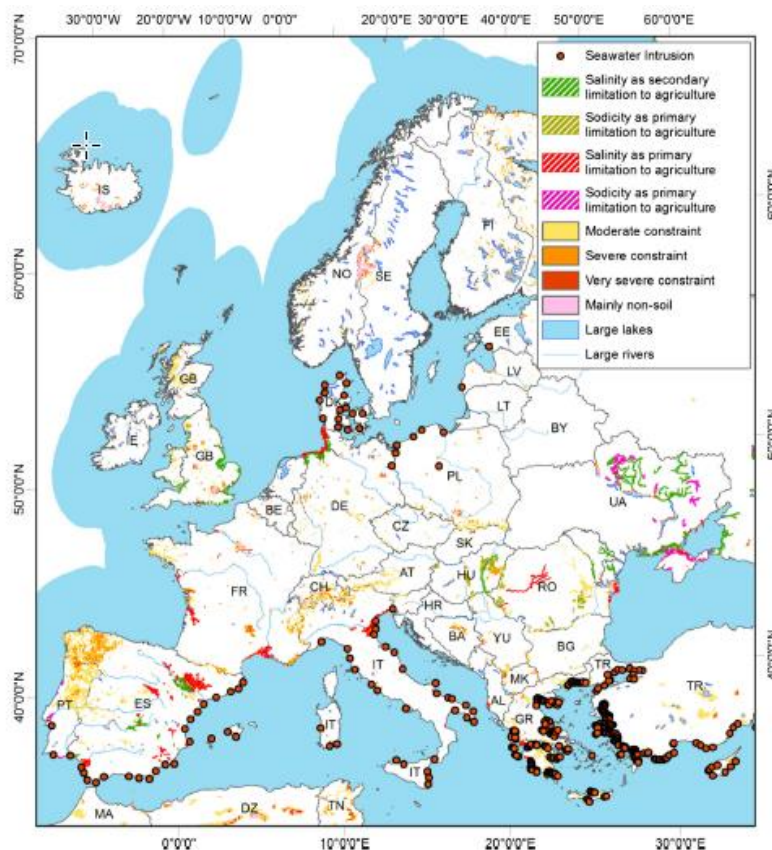 30°0'0"W 20°0'0"W 10°0'0"W 0°0'0" 20°0'0"E 30°0'0"E 40°0'0"E 50°0'0"E 60°0'0"E
70°0'0"N
Seawater Intrusion
Salinity as secondary
limitation to agriculture
Sodicity as primary
limitation to agriculture
Salinity as primary
limitation to agriculture
Sodicity as primary
limitation to agriculture
Moderate constraint
Severe constraint
Very severe constraint
Mainly non-soil
Large lakes
Large rivers
IS
FI
NO SE
60°0'0"N
EE
LV
GB
LT
BY
GB
PL
UA
50°0'0"N
BE DE
CZ
SK
AT
HU
FR CH
RO
HR
BA YU
IT
BG
40°0'0"N
MK TR
AL
PT ES
IT
GR
TR
IT
MA DZ TN
0°0'0" 10°0'0"E 20°0'0"E 30°0'0"E